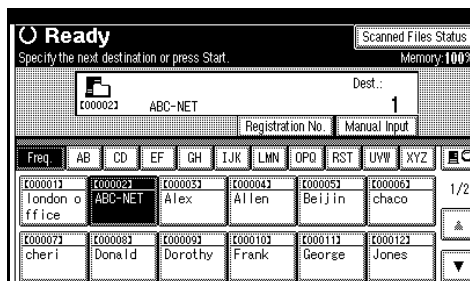 Ready
Scanned Files Status
Specify the next destination or press Start.
Memory:100%
Dest.:
[00002]
ABC-NET
1
Registration No.
Manual Input
Freq. AB CD EF GH IJK LMN OPQ RST UVW XYZ
[00001] [00002] [00003] [00004] [00005] [00006]
london o ABC-NET Alex Allen Beijin chaco
ffice
1/2
[00007] [00008] [00009] [00010] [00011] [00012]
cheri Donald Dorothy Frank George Jones